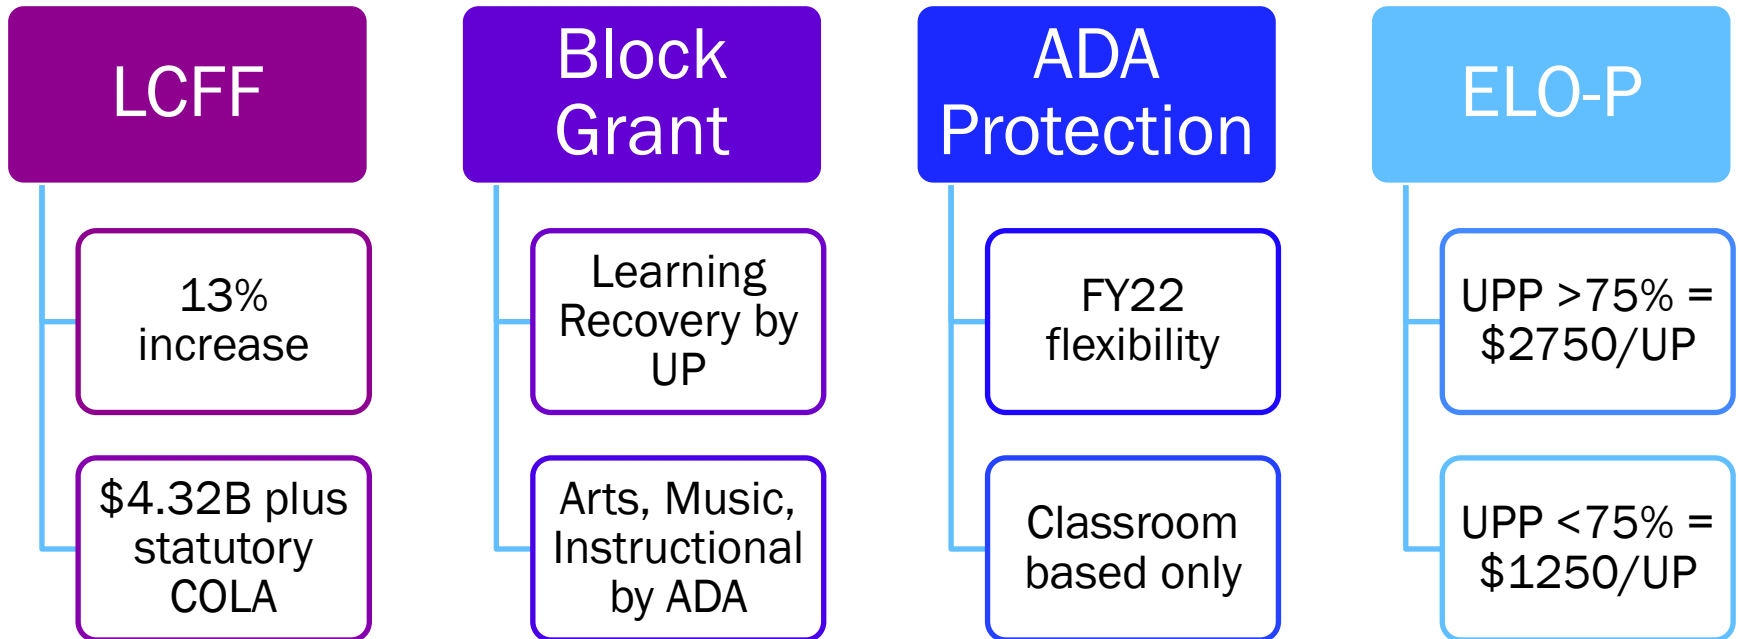 LCFF
13%
increase
$4.32B plus
statutory
COLA
Block
Grant
Learning
Recovery by
UP
Arts, Music,
Instructional
by ADA
ADA
Protection
FY22
flexibility
Classroom
based only
ELO-P
UPP >75% =
$2750/UP
UPP <75% =
$1250/UP